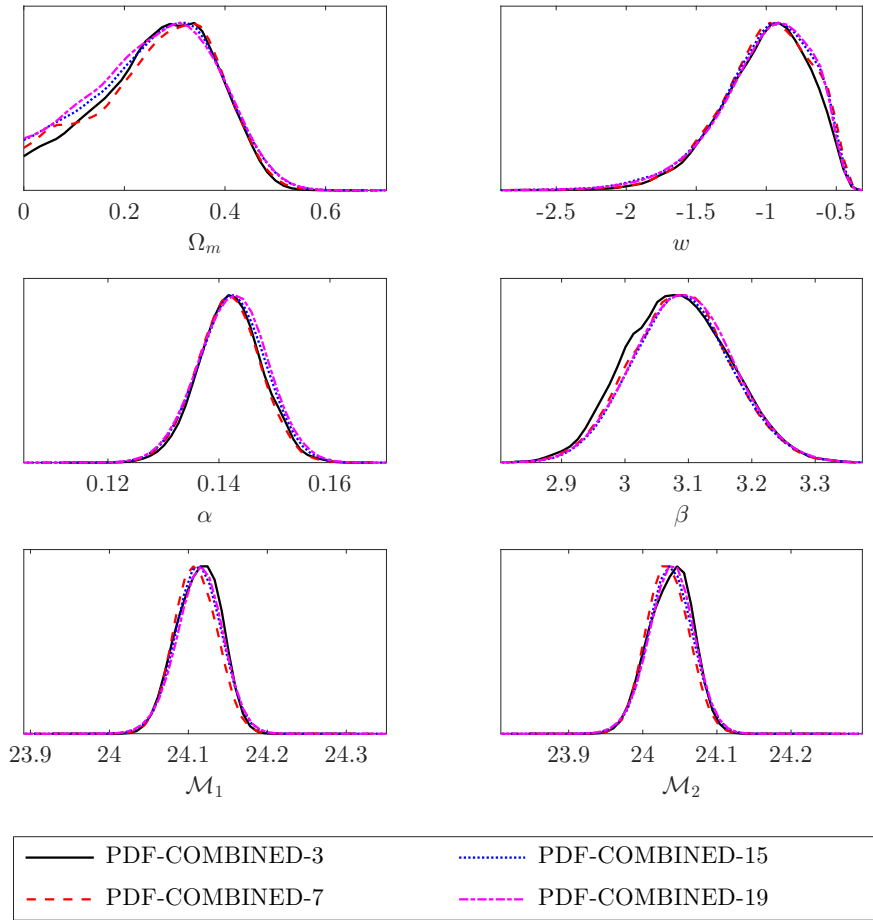 0 0.2 0.4 0.6
Ωₘ
-2.5 -2 -1.5 -1 -0.5
w
0.12 0.14 0.16
α
2.9 3 3.1 3.2 3.3
β
23.9 24 24.1 24.2 24.3
ℳ₁
23.9 24 24.1 24.2
ℳ₂
PDF-COMBINED-3
PDF-COMBINED-15
PDF-COMBINED-7
PDF-COMBINED-19